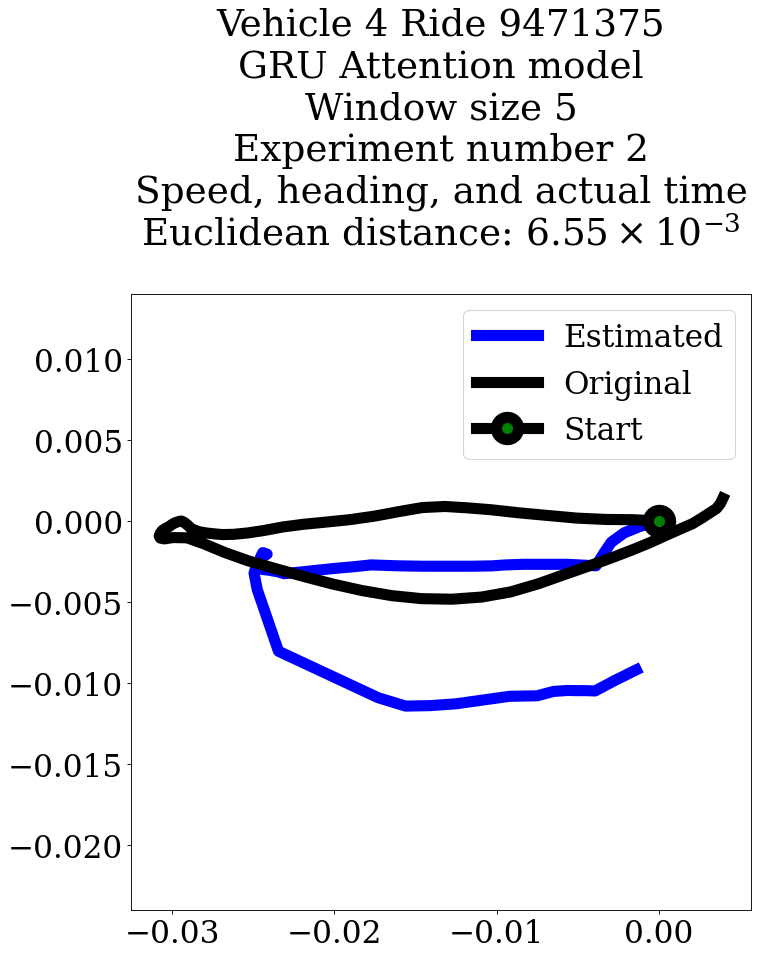 Vehicle 4 Ride 9471375
GRU Attention model
Window size 5
Experiment number 2
Speed, heading, and actual time
Euclidean distance: 6.55 × 10⁻³
Estimated
Original
Start
0.010
0.005
0.000
−0.005
−0.010
−0.015
−0.020
−0.03
−0.02
−0.01
0.00